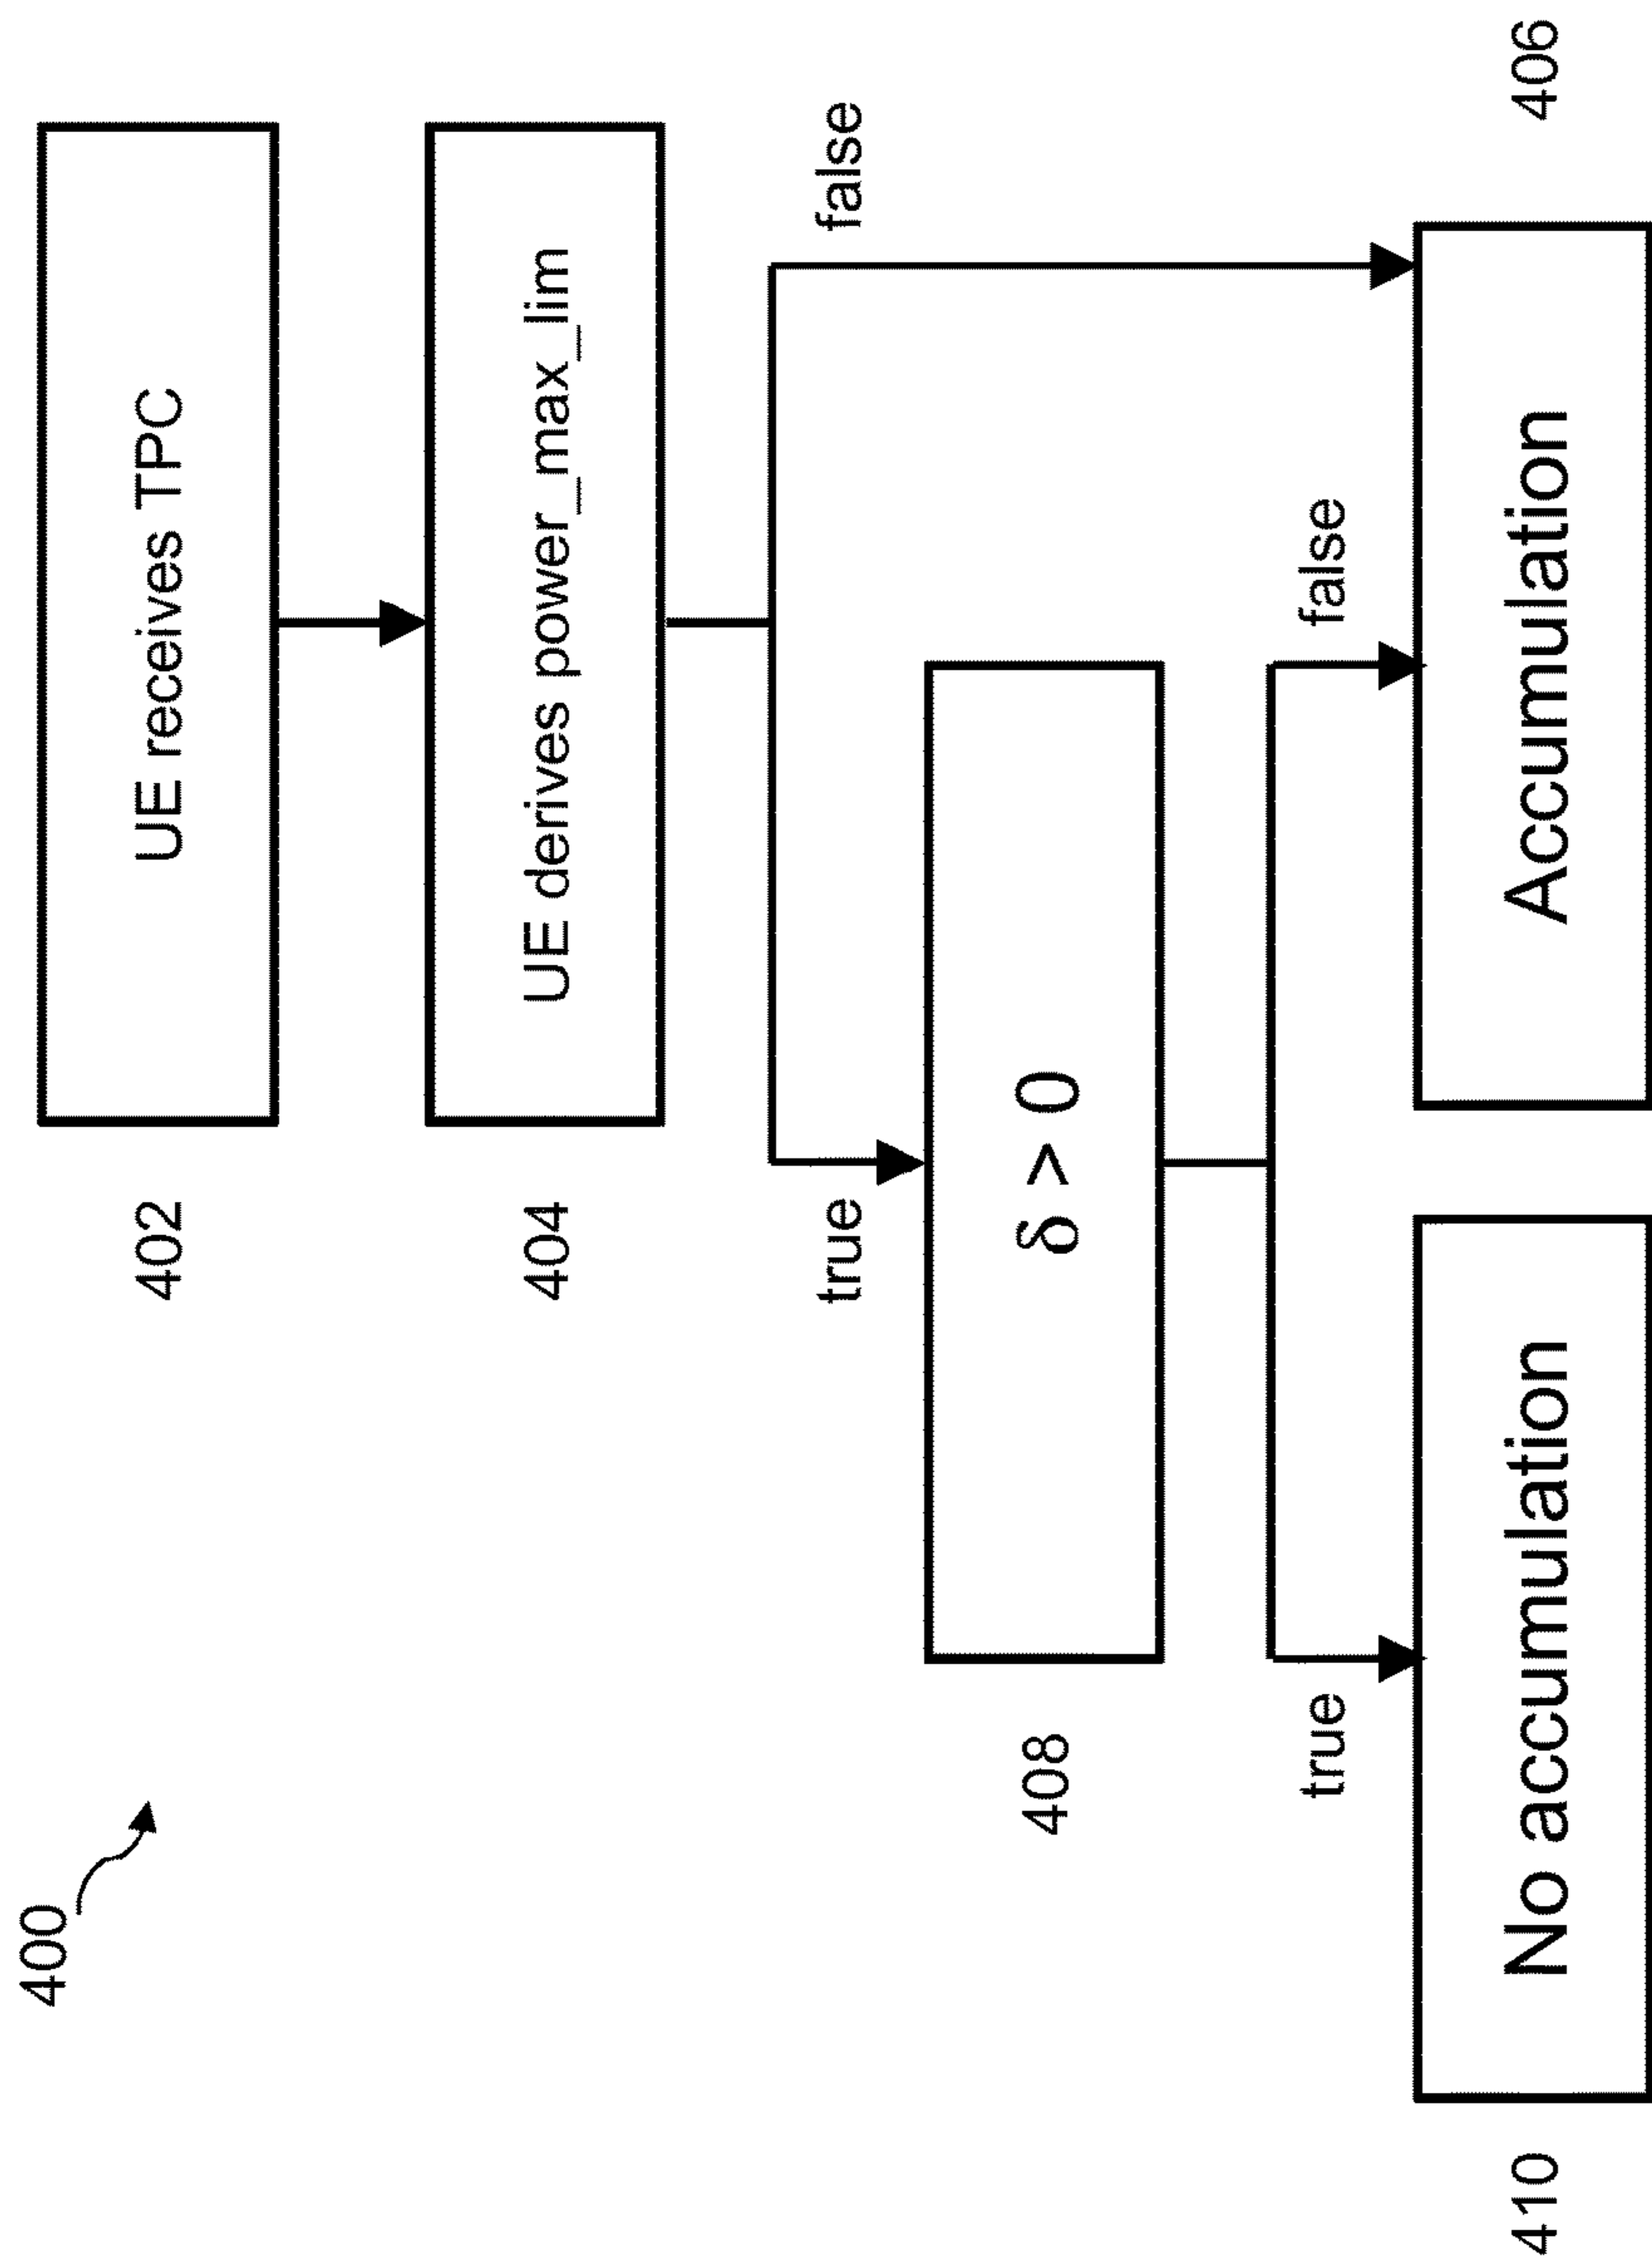 400
402
UE receives TPC
404
UE derives power_max_lim
true
false
408
δ > 0
true
false
410
No accumulation
Accumulation
406